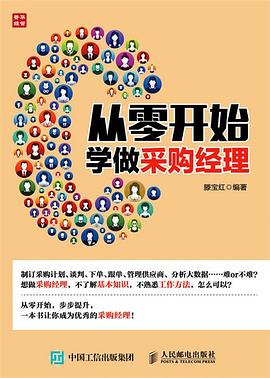 普华经管
从零开始
学做采购经理
滕宝红◎编著
制订采购计划、谈判、下单、跟单、管理供应商、分析大数据……难or不难?
想做采购经理，不了解基本知识，不熟悉工作方法，怎么可以?
从零开始，步步提升，
一本书让你成为优秀的采购经理!
中国工信出版集团
人民邮电出版社